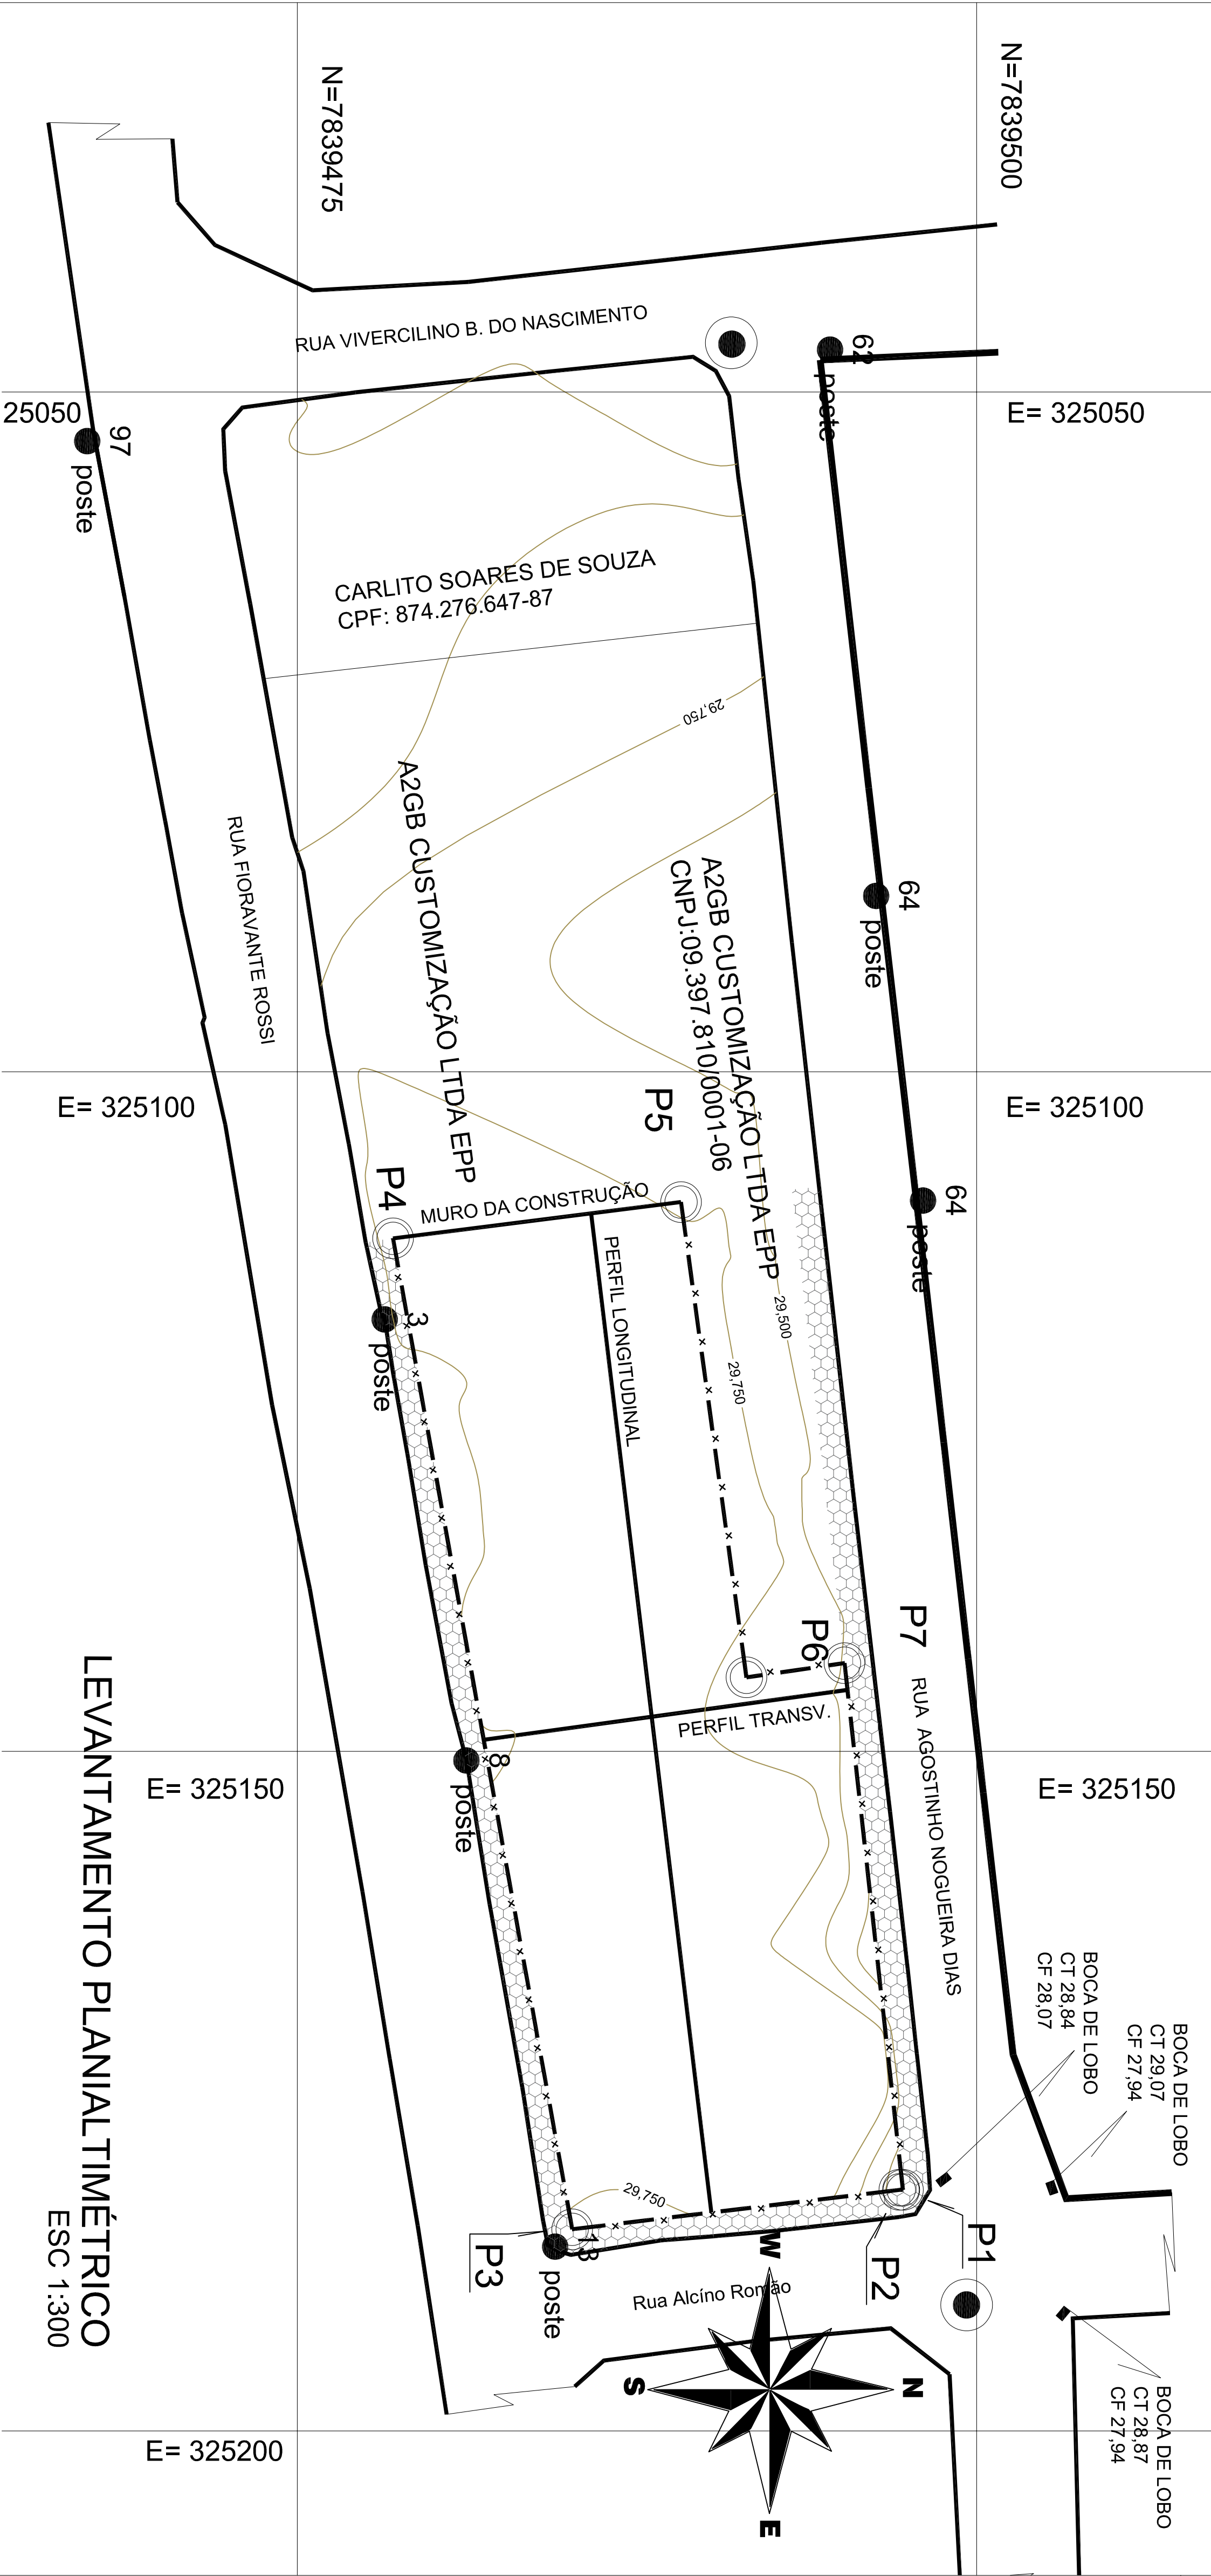 N=7839475
N=7839500
RUA VIVERCILINO B. DO NASCIMENTO
62
poste
25050
E= 325050
97
poste
CARLITO SOARES DE SOUZA
CPF: 874.276.647-87
29,750
A2GB CUSTOMIZAÇÃO LTDA EPP
A2GB CUSTOMIZAÇÃO LTDA EPP
CNPJ:09.397.810/0001-06
RUA FIORAVANTE ROSSI
64
poste
E= 325100
E= 325100
P5
P4
MURO DA CONSTRUÇÃO
64
poste
PERFIL LONGITUDINAL
29,500
29,750
3
poste
P7
P6
RUA AGOSTINHO NOGUEIRA DIAS
PERFIL TRANSV.
8
poste
E= 325150
E= 325150
BOCA DE LOBO
CT 28,84
CF 28,07
BOCA DE LOBO
CT 29,07
CF 27,94
29,750
P1
P2
P3
13
poste
Rua Alcíno Romão
W
N
S
E
BOCA DE LOBO
CT 28,87
CF 27,94
E= 325200
LEVANTAMENTO PLANIALTIMÉTRICO
ESC 1:300